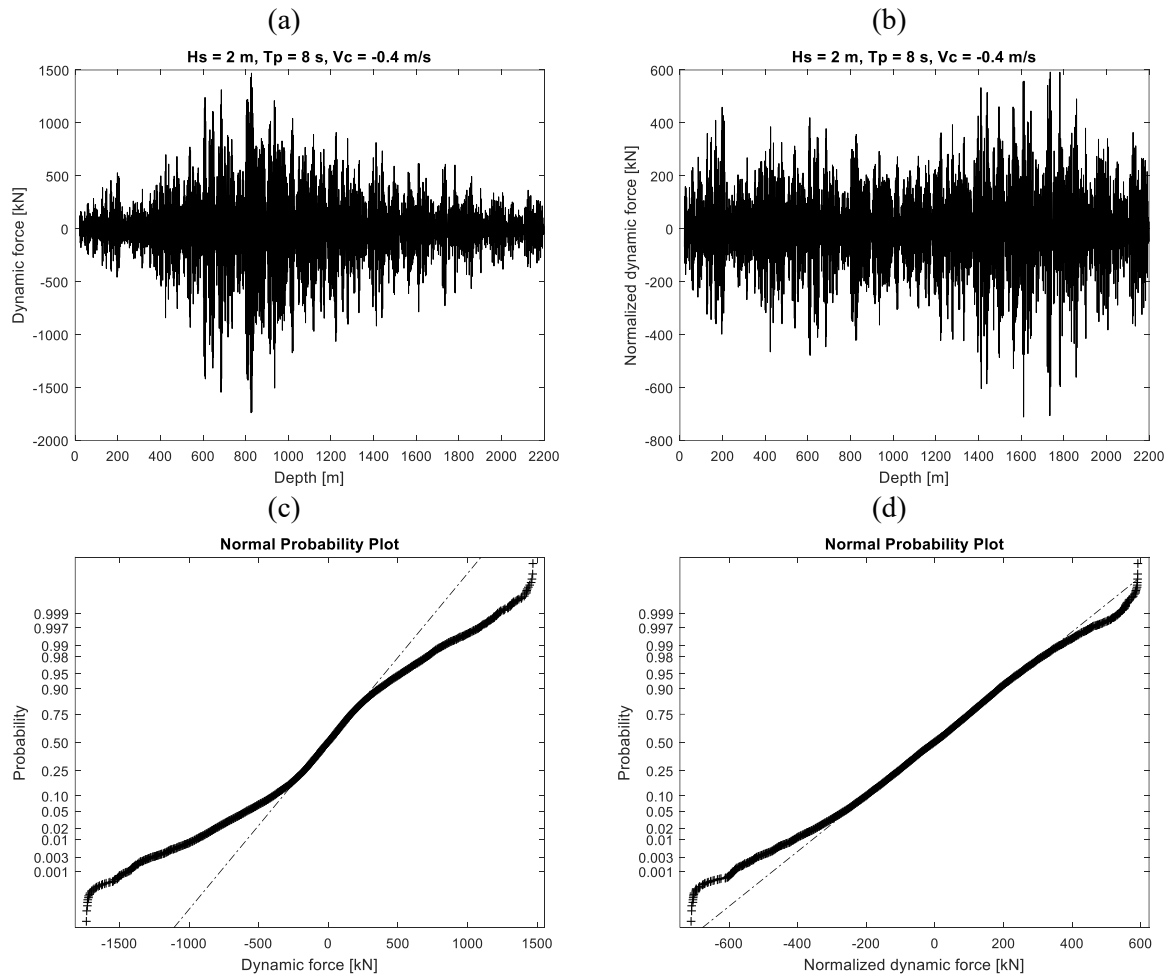 (a)
Hs = 2 m, Tp = 8 s, Vc = -0.4 m/s
1500
1000
500
0
-500
-1000
-1500
-2000
Dynamic force [kN]
0 200 400 600 800 1000 1200 1400 1600 1800 2000 2200
Depth [m]
(b)
Hs = 2 m, Tp = 8 s, Vc = -0.4 m/s
600
400
200
0
-200
-400
-600
-800
Normalized dynamic force [kN]
0 200 400 600 800 1000 1200 1400 1600 1800 2000 2200
Depth [m]
(c)
Normal Probability Plot
0.999
0.997
0.99
0.98
0.95
0.90
0.75
0.50
0.25
0.10
0.05
0.02
0.01
0.003
0.001
Probability
-1500 -1000 -500 0 500 1000 1500
Dynamic force [kN]
(d)
Normal Probability Plot
0.999
0.997
0.99
0.98
0.95
0.90
0.75
0.50
0.25
0.10
0.05
0.02
0.01
0.003
0.001
Probability
-600 -400 -200 0 200 400 600
Normalized dynamic force [kN]